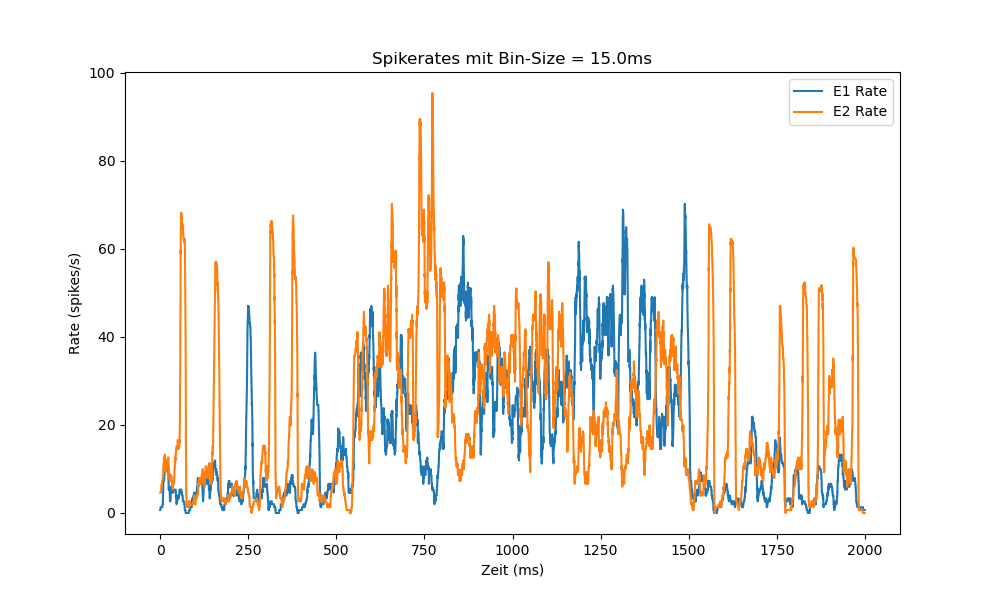 Spikerates mit Bin-Size = 15.0ms
E1 Rate
E2 Rate
Rate (spikes/s)
100
80
60
40
20
0
0 250 500 750 1000 1250 1500 1750 2000
Zeit (ms)